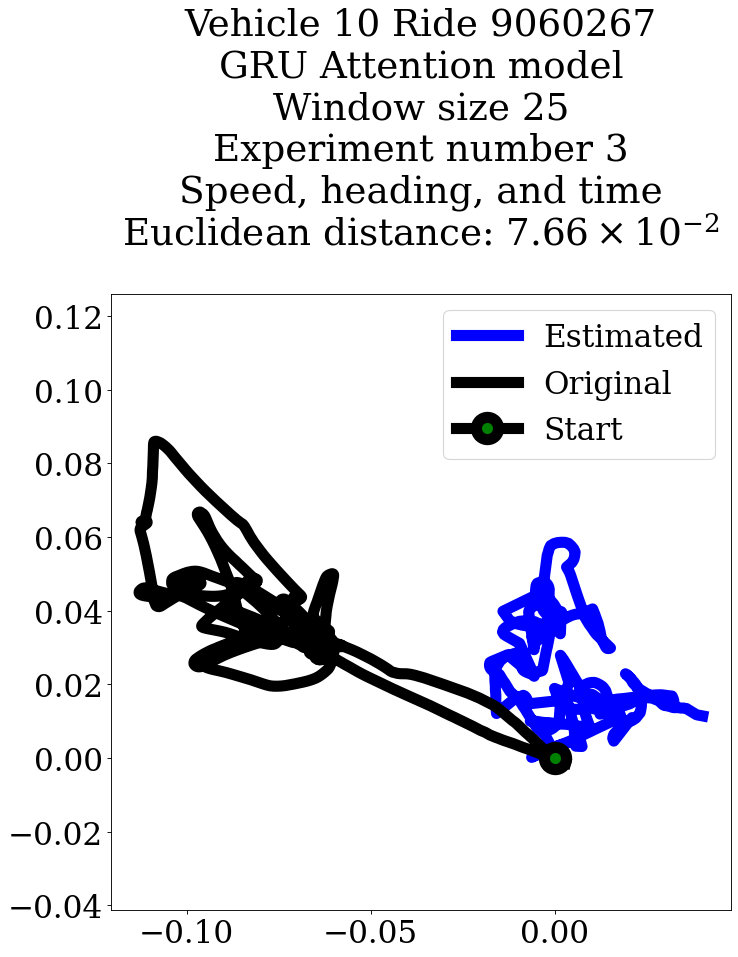 Vehicle 10 Ride 9060267
GRU Attention model
Window size 25
Experiment number 3
Speed, heading, and time
Euclidean distance: 7.66 × 10⁻²
Estimated
Original
Start
0.12
0.10
0.08
0.06
0.04
0.02
0.00
−0.02
−0.04
−0.10
−0.05
0.00